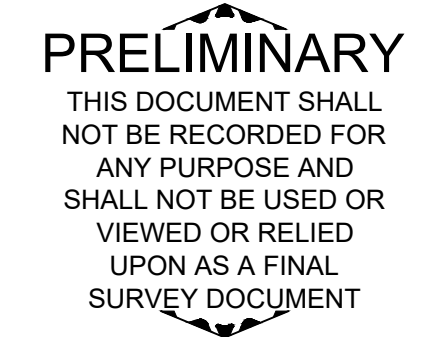 PRELIMINARY
THIS DOCUMENT SHALL
NOT BE RECORDED FOR
ANY PURPOSE AND
SHALL NOT BE USED OR
VIEWED OR RELIED
UPON AS A FINAL
SURVEY DOCUMENT